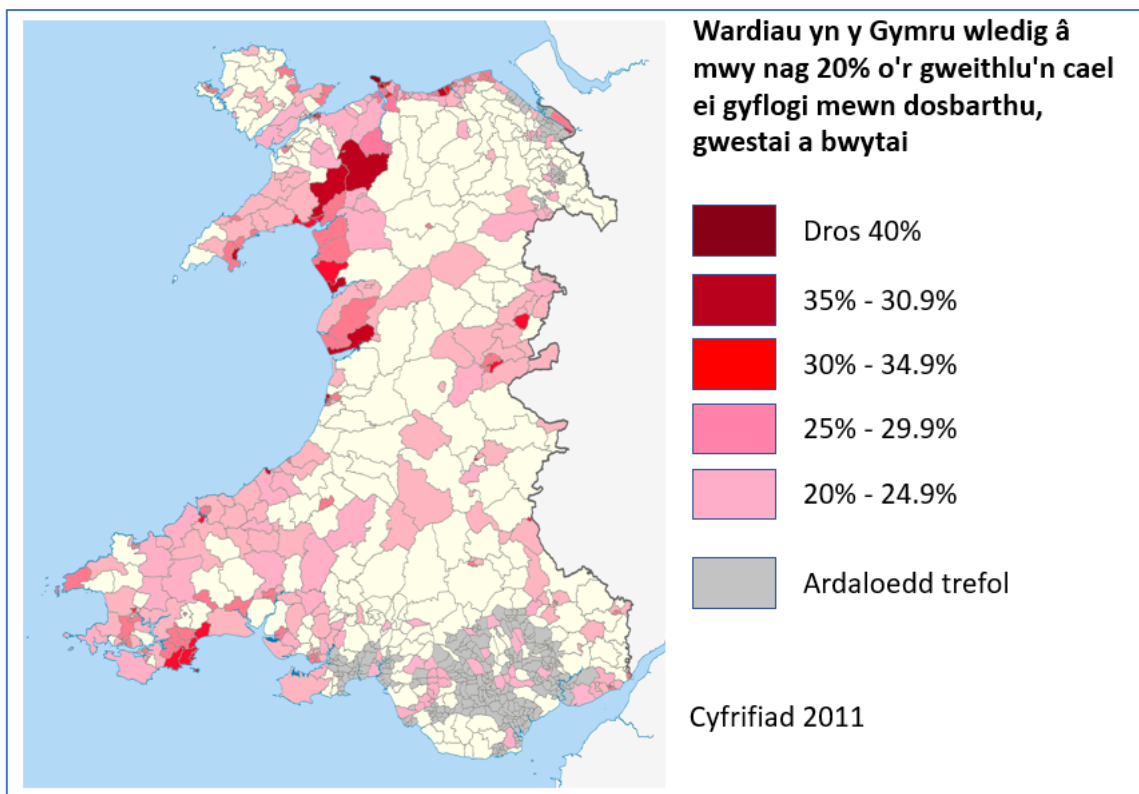 Wardiau yn y Gymru wledig â
mwy nag 20% o'r gweithlu'n cael
ei gyflogi mewn dosbarthu,
gwestai a bwytai
Dros 40%
35% - 30.9%
30% - 34.9%
25% - 29.9%
20% - 24.9%
Ardaloedd trefol
Cyfrifiad 2011